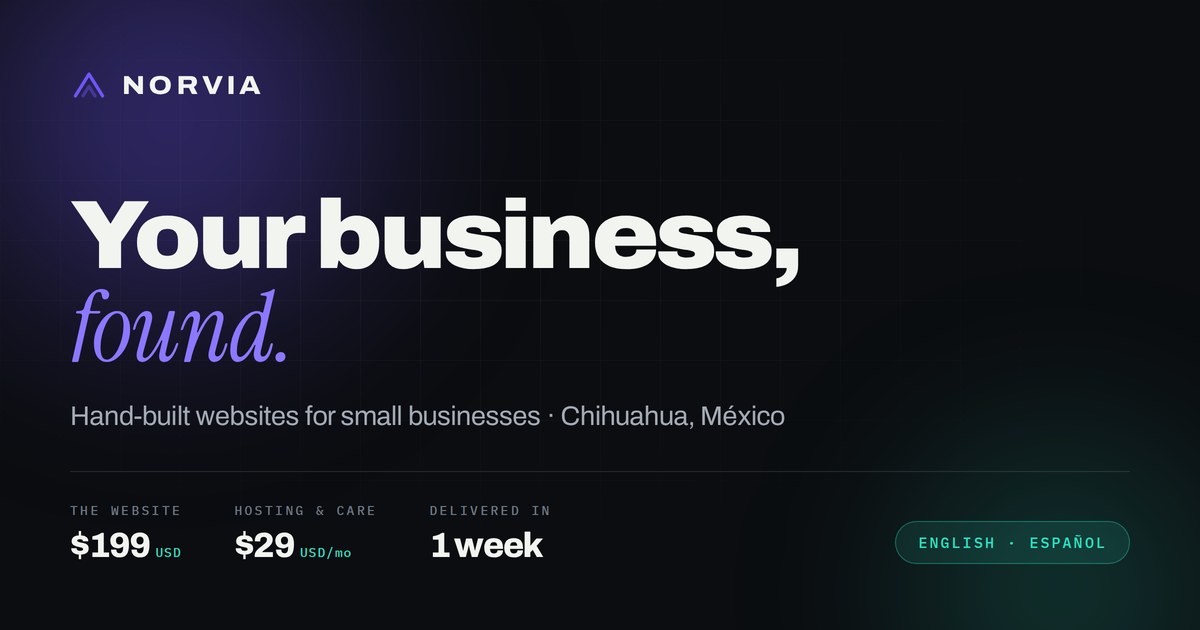 NORVIA
Your business,
found.
Hand-built websites for small businesses · Chihuahua, México
THE WEBSITE
$199 USD
HOSTING & CARE
$29 USD/mo
DELIVERED IN
1 week
ENGLISH · ESPAÑOL